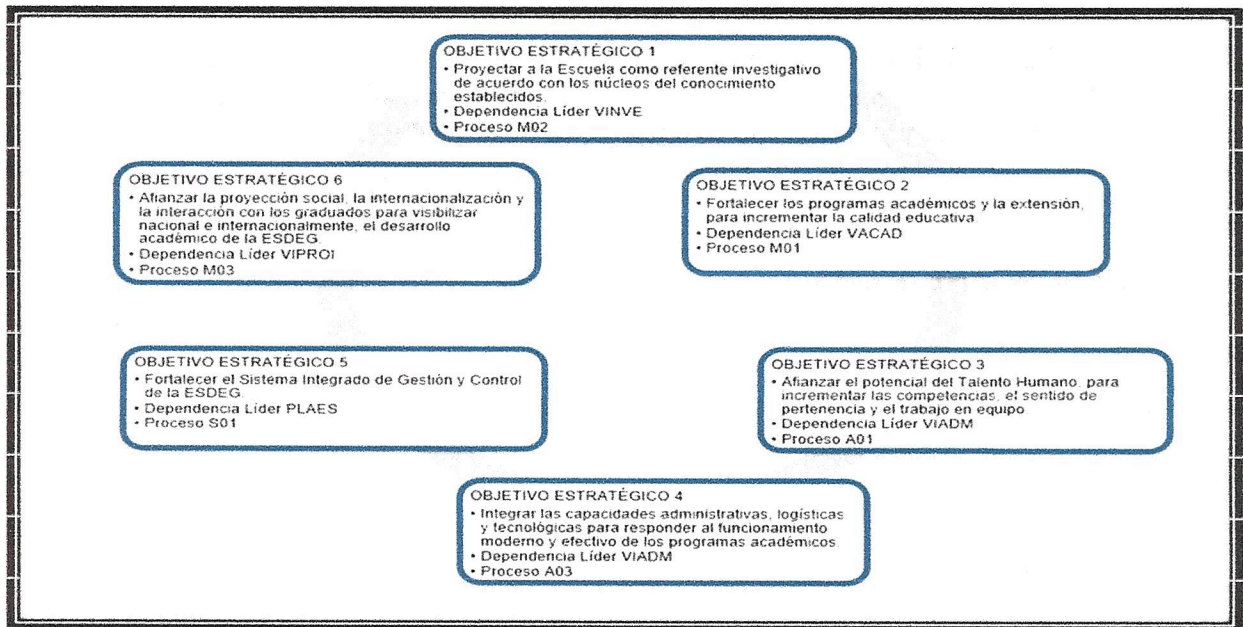 OBJETIVO ESTRATÉGICO 1
• Proyectar a la Escuela como referente investigativo
de acuerdo con los núcleos del conocimiento
establecidos.
• Dependencia Líder VINVE
• Proceso M02
OBJETIVO ESTRATÉGICO 2
• Fortalecer los programas académicos y la extensión,
para incrementar la calidad educativa
• Dependencia Líder VACAD
• Proceso M01
OBJETIVO ESTRATÉGICO 3
• Afianzar el potencial del Talento Humano, para
incrementar las competencias, el sentido de
pertenencia y el trabajo en equipo
• Dependencia Líder VIADM
• Proceso A01
OBJETIVO ESTRATÉGICO 4
• Integrar las capacidades administrativas, logísticas
y tecnológicas para responder al funcionamiento
moderno y efectivo de los programas académicos
• Dependencia Líder VIADM
• Proceso A03
OBJETIVO ESTRATÉGICO 5
• Fortalecer el Sistema Integrado de Gestión y Control
de la ESDEG.
• Dependencia Líder PLAES
• Proceso S01
OBJETIVO ESTRATÉGICO 6
• Afianzar la proyección social, la internacionalización y
la interacción con los graduados para visibilizar
nacional e internacionalmente, el desarrollo
académico de la ESDEG.
• Dependencia Líder VIPROI
• Proceso M03